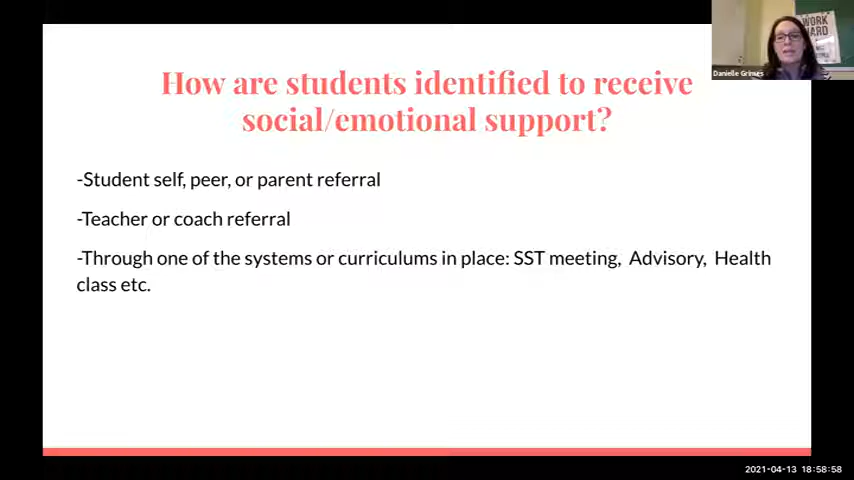 WORK
HARD
Danielle Grimes
How are students identified to receive
social/emotional support?
-Student self, peer, or parent referral
-Teacher or coach referral
-Through one of the systems or curriculums in place: SST meeting, Advisory, Health
class etc.
2021-04-13 18:58:58